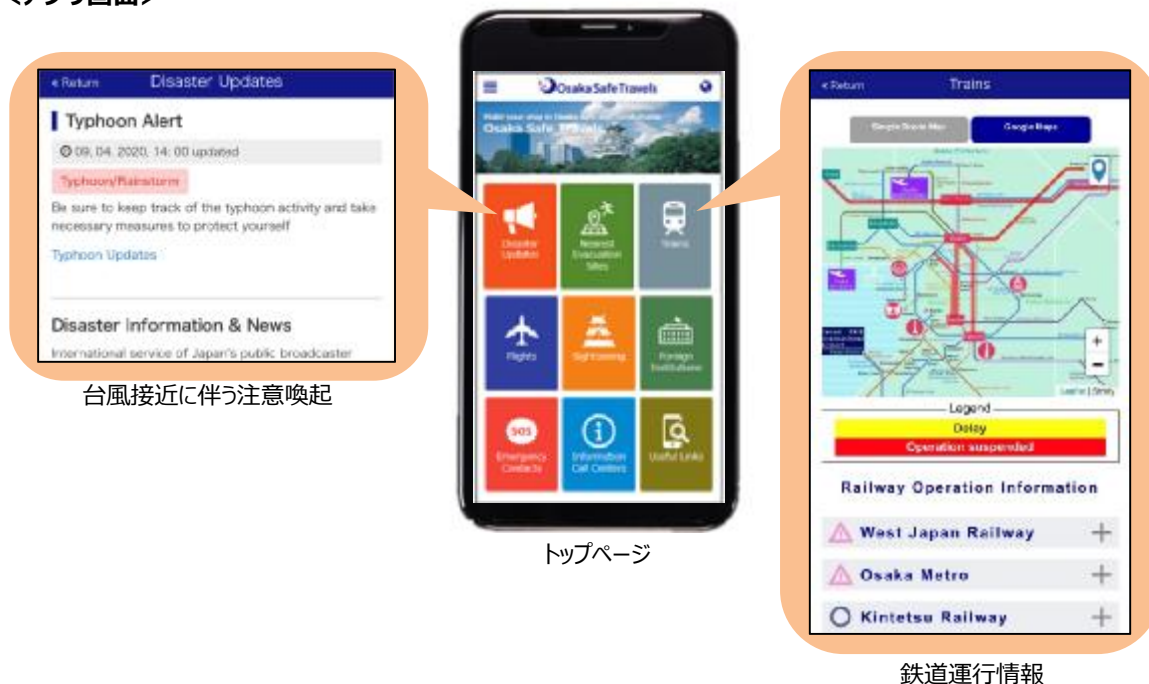 <アプリ画面>
« Return Disaster Updates
Typhoon Alert
09, 04, 2020, 14: 00 updated
Typhoon/Rainstorm
Be sure to keep track of the typhoon activity and take
necessary measures to protect yourself
Typhoon Updates
Disaster Information & News
International service of Japan's public broadcaster
台風接近に伴う注意喚起
Osaka Safe Travels
Osaka Safe Travels
Disaster
Updates
Nearest
Evacuation
Sites
Trains
Flights
Sightseeing
Foreign
Institutions
SOS
Emergency
Contacts
Information
Call Centers
Useful Links
トップページ
« Return Trains
Google Maps
+
−
Legend
Delay
Operation suspended
Railway Operation Information
West Japan Railway +
Osaka Metro +
Kintetsu Railway +
鉄道運行情報